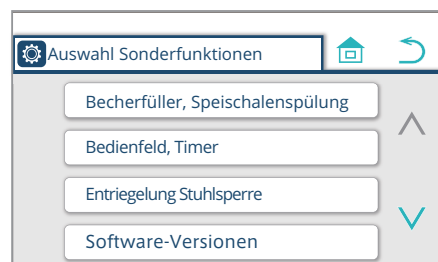 Auswahl Sonderfunktionen
Becherfüller, Speischalenspülung
Bedienfeld, Timer
Entriegelung Stuhlsperre
Software-Versionen